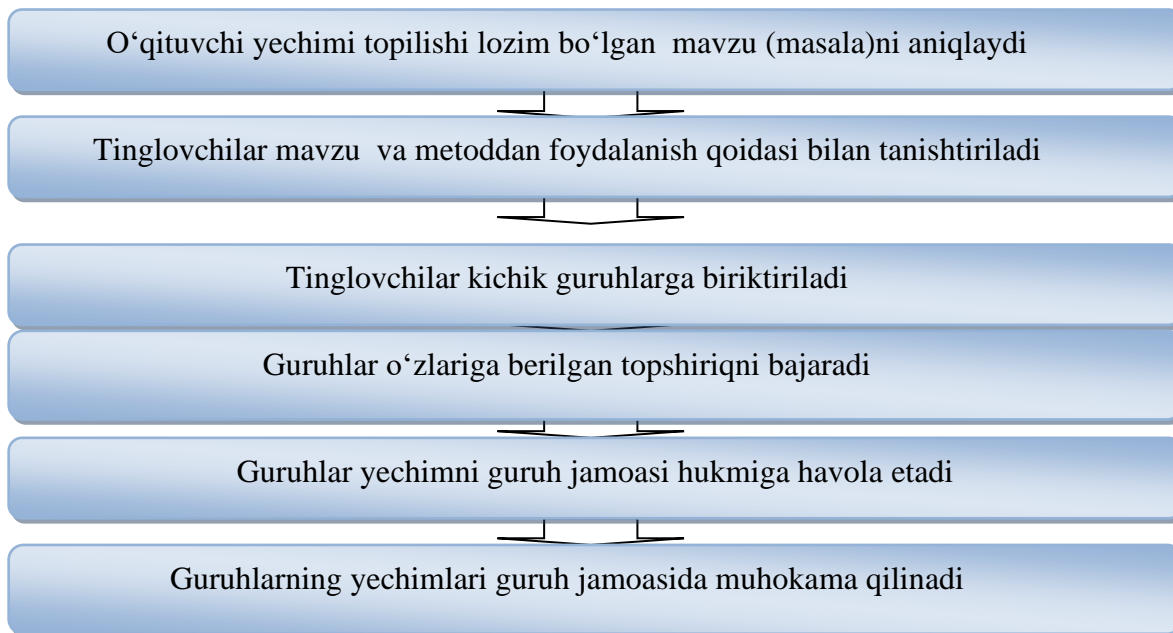 O‘qituvchi yechimi topilishi lozim bo‘lgan mavzu (masala)ni aniqlaydi
Tinglovchilar mavzu va metoddan foydalanish qoidasi bilan tanishtiriladi
Tinglovchilar kichik guruhlarga biriktiriladi
Guruhlar o‘zlariga berilgan topshiriqni bajaradi
Guruhlar yechimni guruh jamoasi hukmiga havola etadi
Guruhlarning yechimlari guruh jamoasida muhokama qilinadi